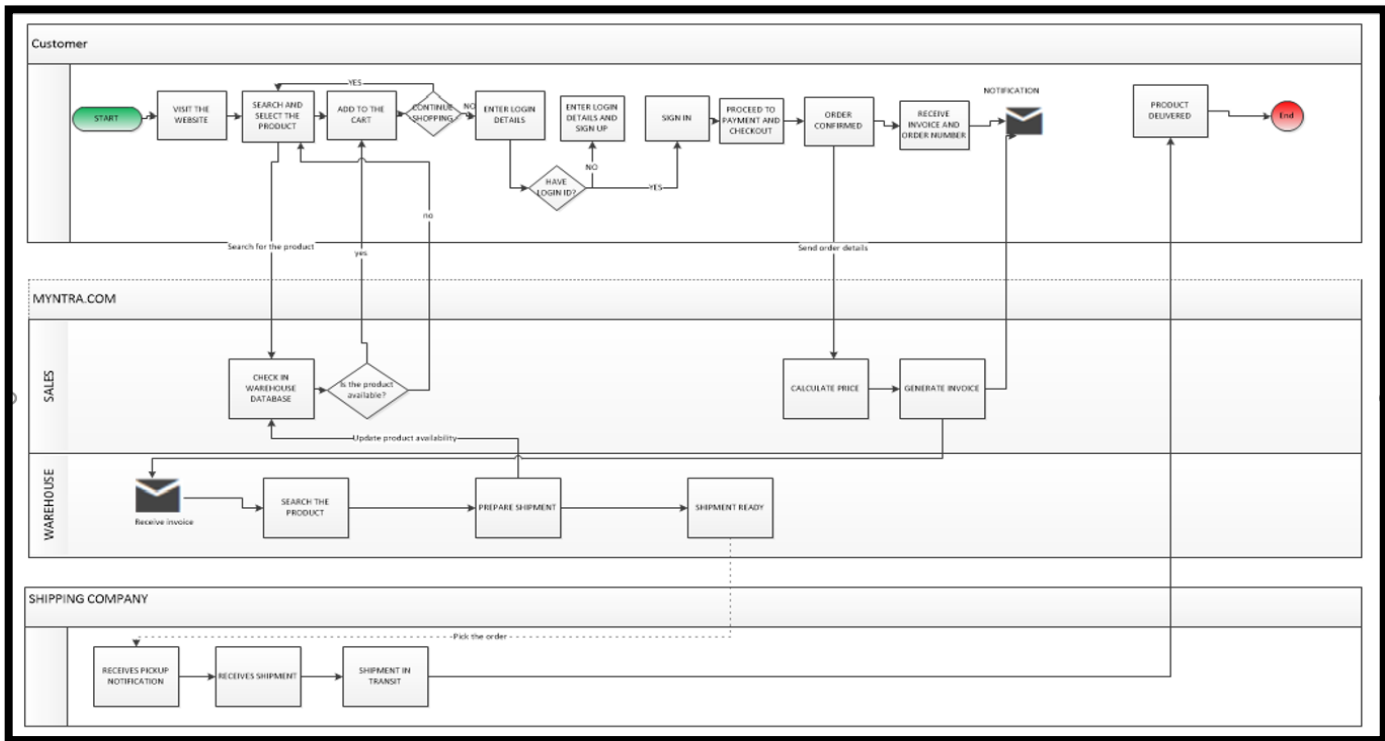 Customer
YES
START
VISIT THE
WEBSITE
SEARCH AND
SELECT THE
PRODUCT
ADD TO THE
CART
CONTINUE
SHOPPING
NO
ENTER LOGIN
DETAILS
ENTER LOGIN
DETAILS AND
SIGN UP
SIGN IN
PROCEED TO
PAYMENT AND
CHECKOUT
ORDER
CONFIRMED
RECEIVE
INVOICE AND
ORDER NUMBER
NOTIFICATION
PRODUCT
DELIVERED
End
HAVE
LOGIN ID?
NO
YES
no
Search for the product
yes
Send order details
MYNTRA.COM
SALES
CHECK IN
WAREHOUSE
DATABASE
Is the product
available?
CALCULATE PRICE
GENERATE INVOICE
Update product availability
WAREHOUSE
Receive invoice
SEARCH THE
PRODUCT
PREPARE SHIPMENT
SHIPMENT READY
SHIPPING COMPANY
Pick the order
RECEIVES PICKUP
NOTIFICATION
RECEIVES SHIPMENT
SHIPMENT IN
TRANSIT